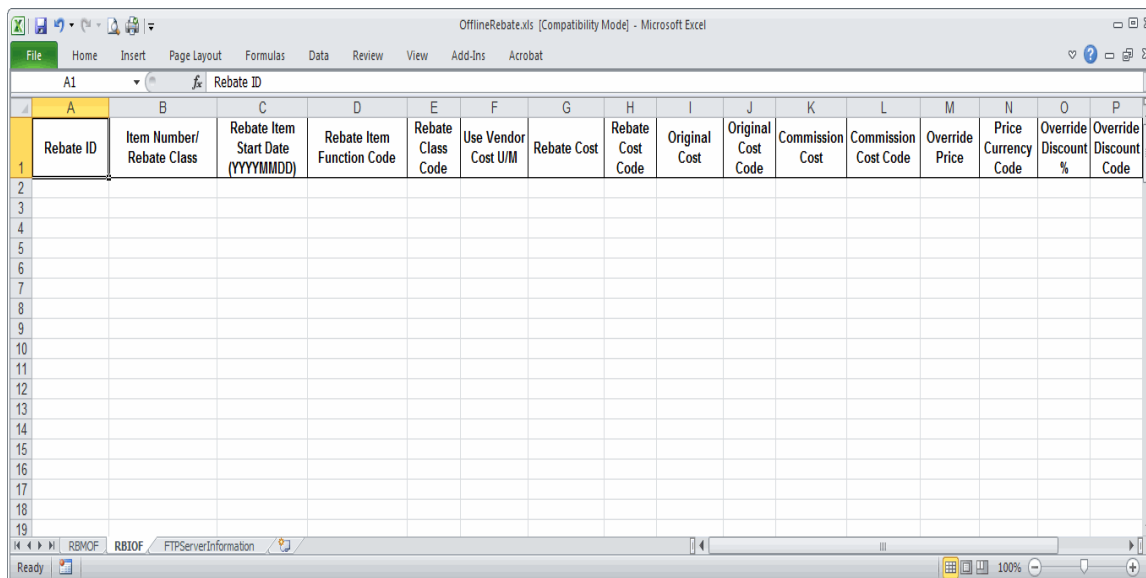 OfflineRebate.xls [Compatibility Mode] - Microsoft Excel
File Home Insert Page Layout Formulas Data Review View Add-Ins Acrobat
A1 fx Rebate ID
A B C D E F G H I J K L M N O P
1 Rebate ID Item Number/ Rebate Class Rebate Item Start Date (YYYYMMDD) Rebate Item Function Code Rebate Class Code Use Vendor Cost U/M Rebate Cost Rebate Cost Code Original Cost Original Cost Code Commission Cost Commission Cost Code Override Price Price Currency Code Override Discount % Override Discount Code
2
3
4
5
6
7
8
9
10
11
12
13
14
15
16
17
18
19
RBMOF RBIOF FTPServerInformation
Ready 100%